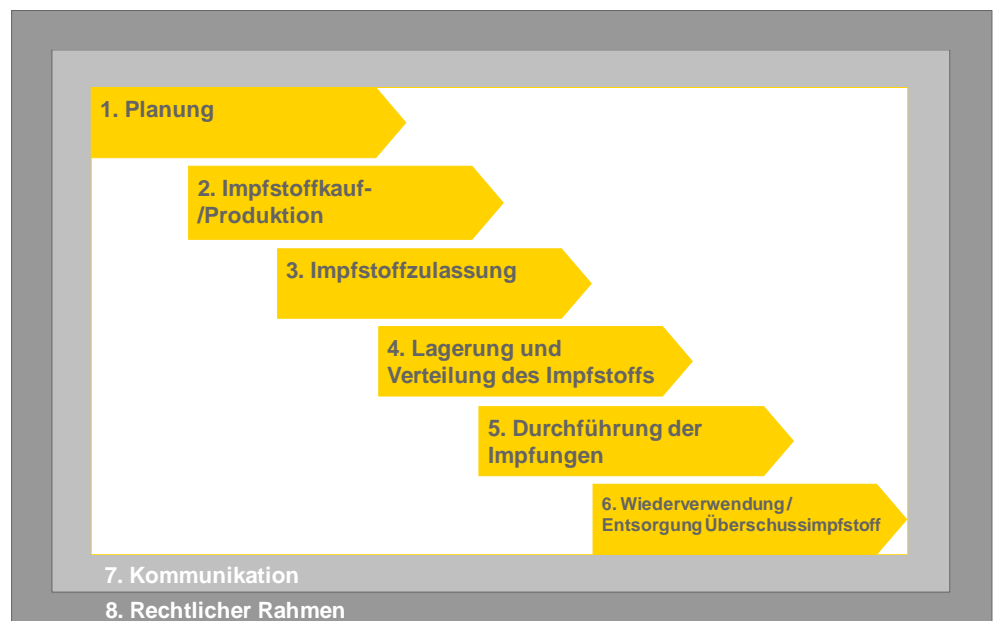 1. Planung
2. Impfstoffkauf-
/Produktion
3. Impfstoffzulassung
4. Lagerung und
Verteilung des Impfstoffs
5. Durchführung der
Impfungen
6. Wiederverwendung /
Entsorgung Überschussimpfstoff
7. Kommunikation
8. Rechtlicher Rahmen